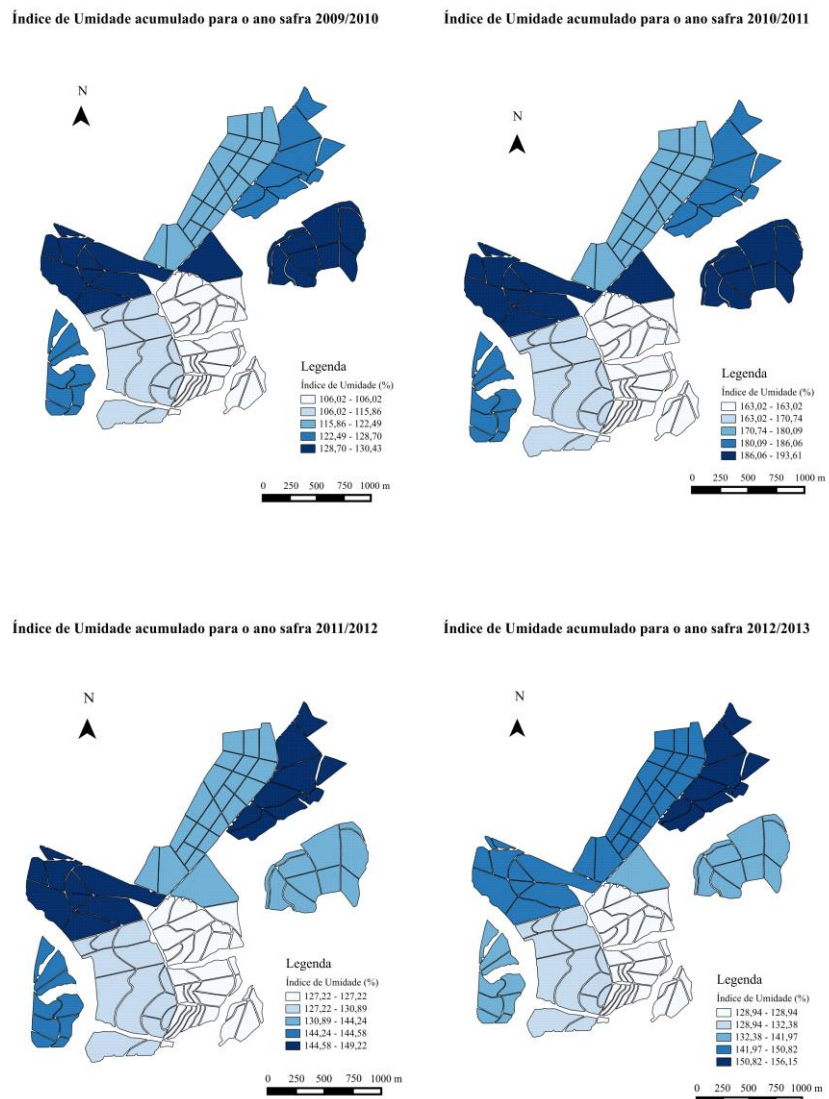 Índice de Umidade acumulado para o ano safra 2009/2010
N
Legenda
Índice de Umidade (%)
106,02 - 106,02
106,02 - 115,86
115,86 - 122,49
122,49 - 128,70
128,70 - 130,43
0 250 500 750 1000 m
Índice de Umidade acumulado para o ano safra 2010/2011
N
Legenda
Índice de Umidade (%)
163,02 - 163,02
163,02 - 170,74
170,74 - 180,09
180,09 - 186,06
186,06 - 193,61
0 250 500 750 1000 m
Índice de Umidade acumulado para o ano safra 2011/2012
N
Legenda
Índice de Umidade (%)
127,22 - 127,22
127,22 - 130,89
130,89 - 144,24
144,24 - 144,58
144,58 - 149,22
0 250 500 750 1000 m
Índice de Umidade acumulado para o ano safra 2012/2013
N
Legenda
Índice de Umidade (%)
128,94 - 128,94
128,94 - 132,38
132,38 - 141,97
141,97 - 150,82
150,82 - 156,15
0 250 500 750 1000 m